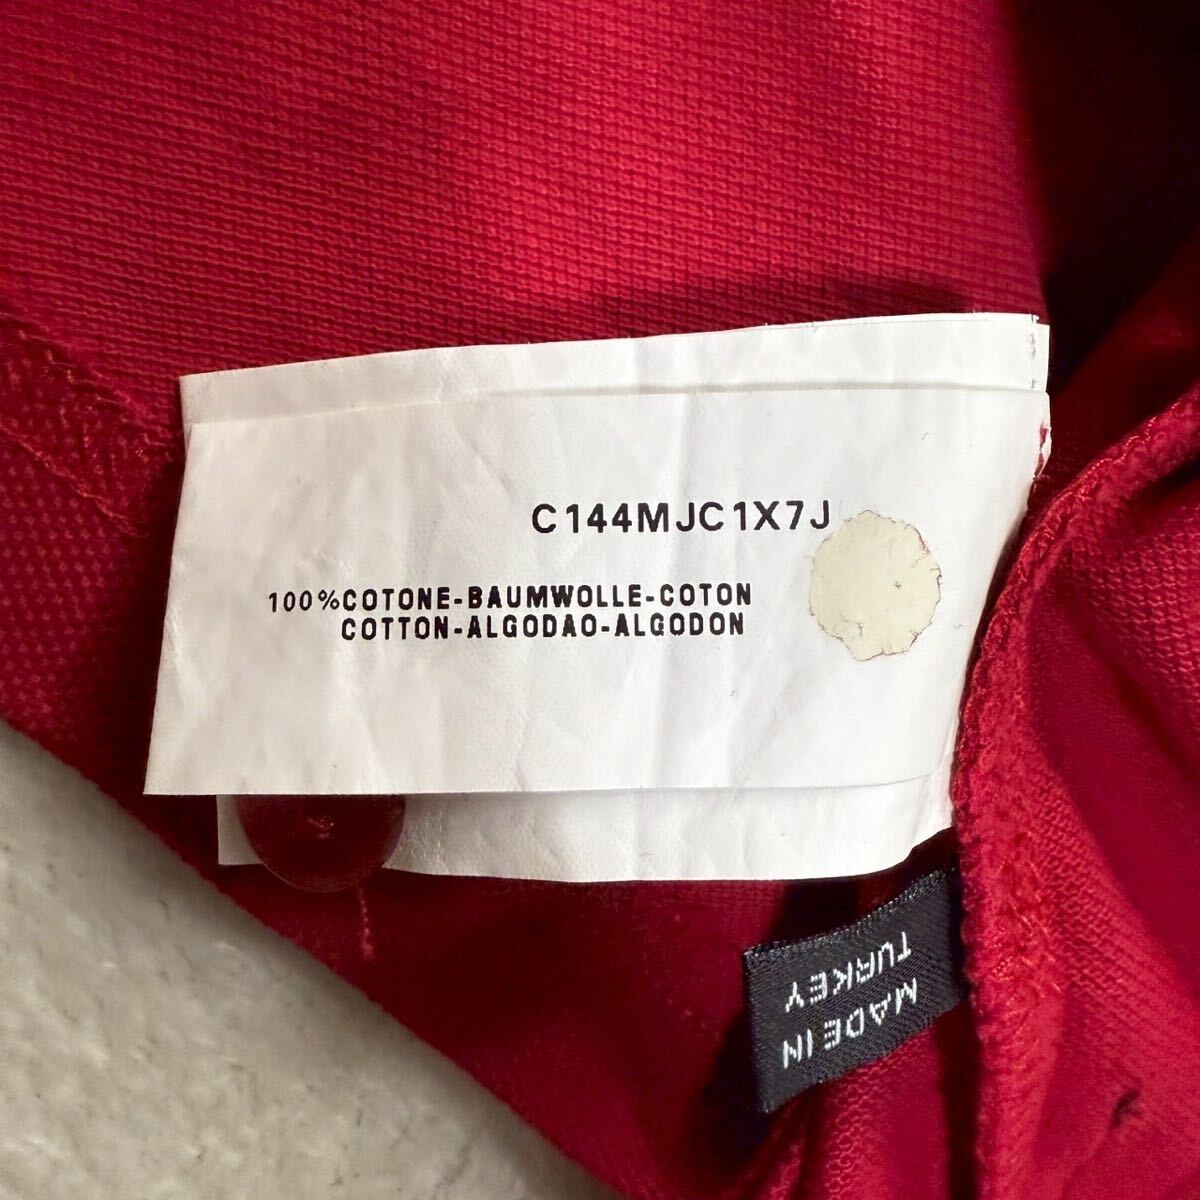 C144MJC1X7J
100%COTONE-BAUMWOLLE-COTON
COTTON-ALGODAO-ALGODON
MADE IN
TURKEY